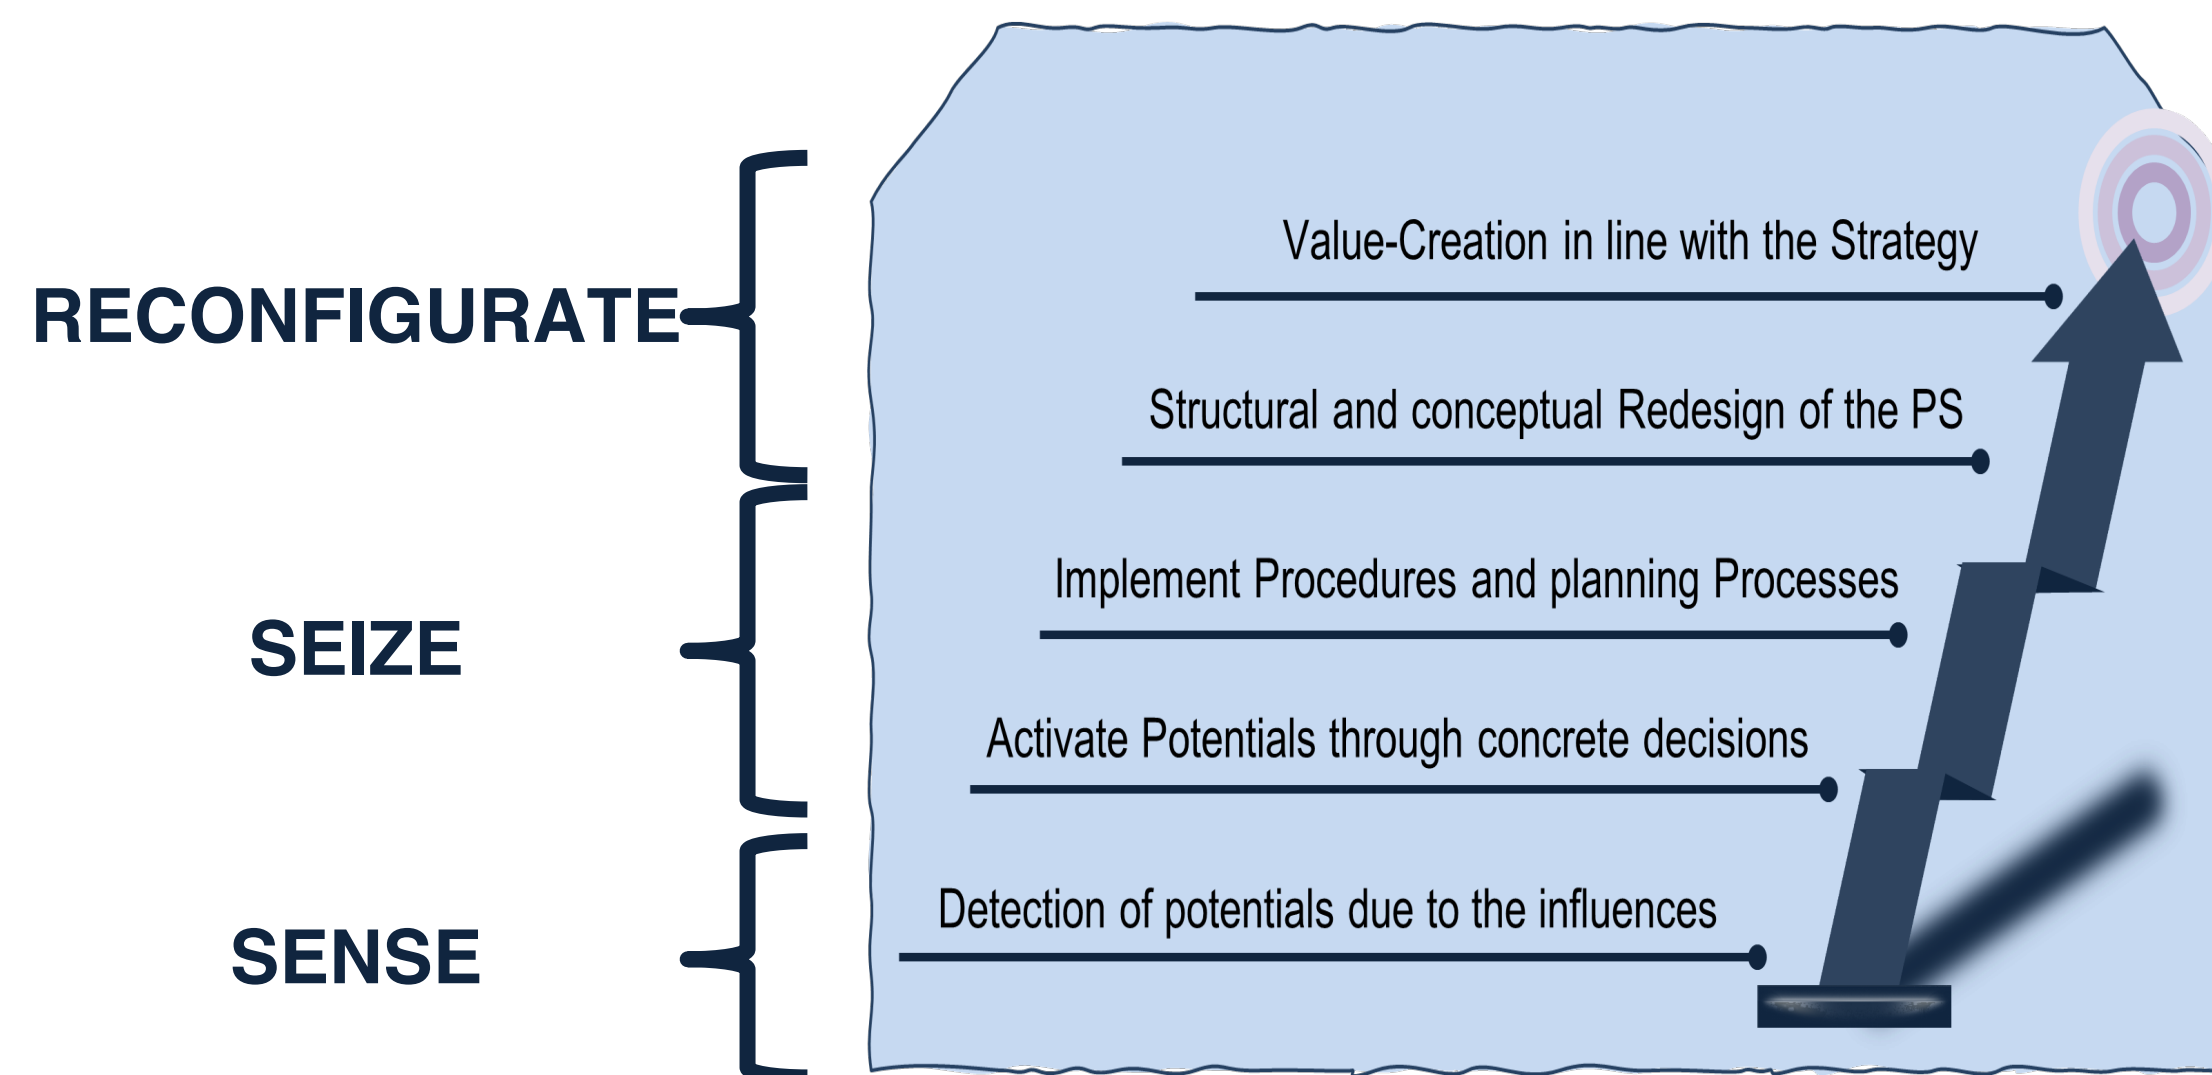 RECONFIGURATE
Value-Creation in line with the Strategy
Structural and conceptual Redesign of the PS
SEIZE
Implement Procedures and planning Processes
Activate Potentials through concrete decisions
SENSE
Detection of potentials due to the influences